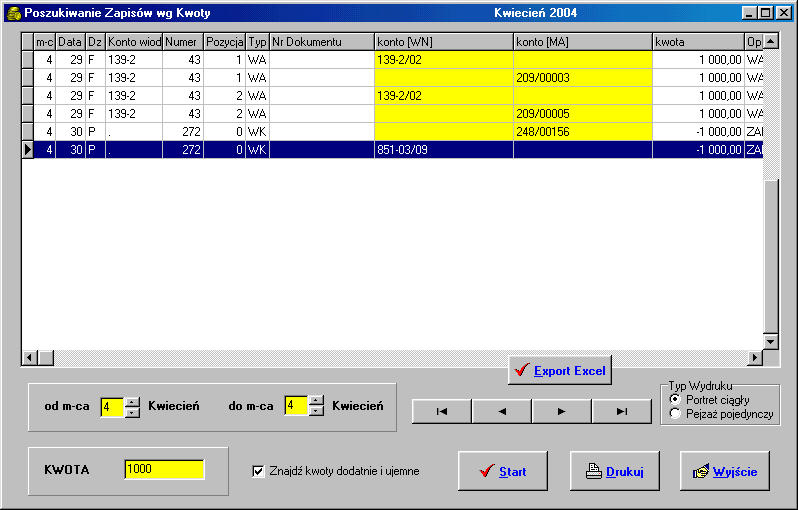 Poszukiwanie Zapisów wg Kwoty Kwiecień 2004
m-c Data Dz Konto wiod Numer Pozycja Typ Nr Dokumentu konto [WN] konto [MA] kwota Op
4 29 F 139-2 43 1 WA 139-2/02 1 000,00 WA
4 29 F 139-2 43 1 WA 209/00003 1 000,00 WA
4 29 F 139-2 43 2 WA 139-2/02 1 000,00 WA
4 29 F 139-2 43 2 WA 209/00005 1 000,00 WA
4 30 P . 272 0 WK 248/00156 -1 000,00 ZAI
4 30 P . 272 0 WK 851-03/09 -1 000,00 ZAI
Export Excel
od m-ca 4 Kwiecień do m-ca 4 Kwiecień
Typ Wydruku
Portret ciągły
Pejzaż pojedynczy
KWOTA 1000
Znajdź kwoty dodatnie i ujemne
Start
Drukuj
Wyjście